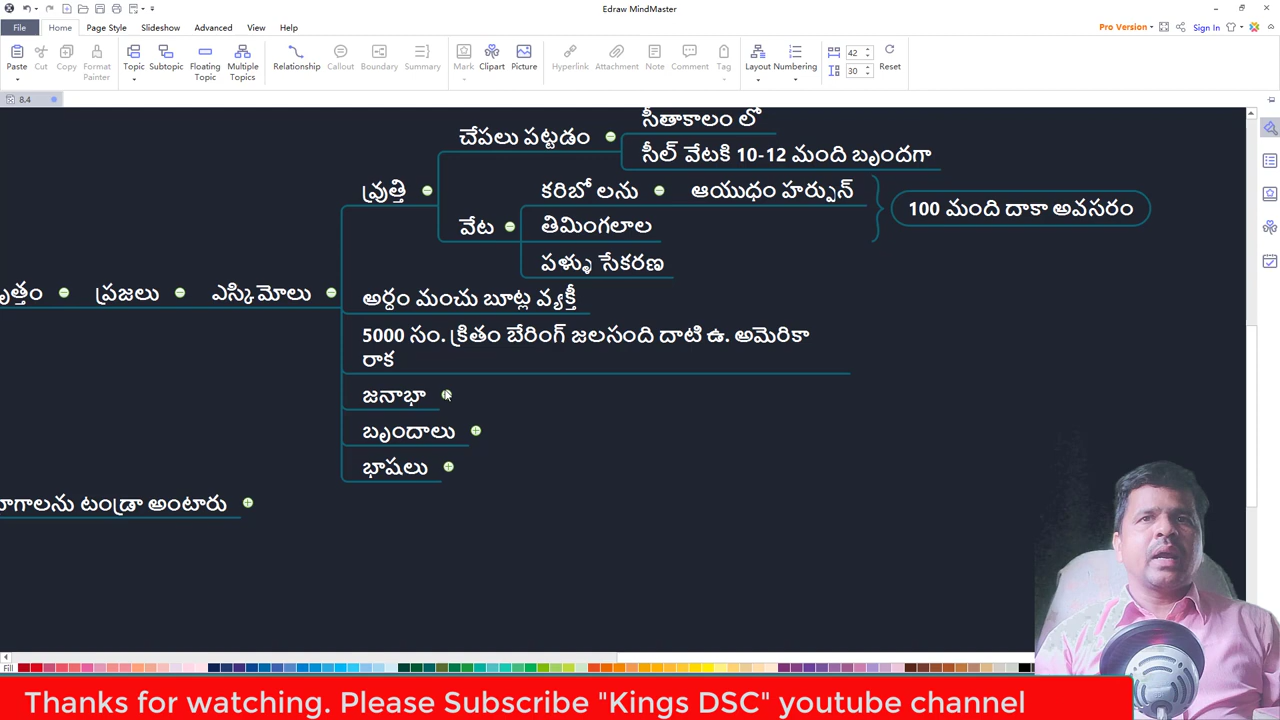 Edraw MindMaster
File
Home
Page Style
Slideshow
Advanced
View
Help
Pro Version
Sign In
Paste
Cut
Copy
Format Painter
Topic
Subtopic
Floating Topic
Multiple Topics
Relationship
Callout
Boundary
Summary
Mark
Clipart
Picture
Hyperlink
Attachment
Note
Comment
Tag
Layout
Numbering
42
30
Reset
8.4
సీతాకాలం లో
చేపలు పట్టడం
సీల్ వేటకి 10-12 మంది బృందగా
వ్రుత్తి
కరిబో లను
ఆయుధం హర్పున్
100 మంది దాకా అవసరం
వేట
తిమింగలాల
పళ్ళు సేకరణ
ప్రజలు
ఎస్కిమోలు
అర్దం మంచు బూట్ల వ్యక్తీ
5000 సం. క్రితం బేరింగ్ జలసంది దాటి ఉ. అమెరికా
రాక
జనాభా
బృందాలు
భాషలు
టండ్రా అంటారు
Fill
Thanks for watching. Please Subscribe "Kings DSC" youtube channel